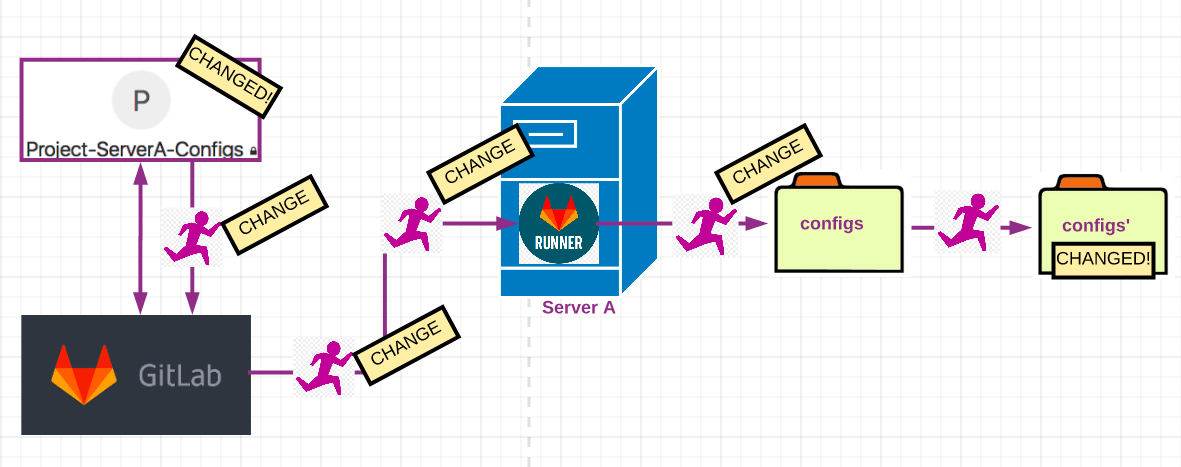 CHANGED!
P
Project-ServerA-Configs
CHANGE
CHANGE
CHANGE
CHANGE
RUNNER
Server A
configs
configs'
CHANGED!
GitLab